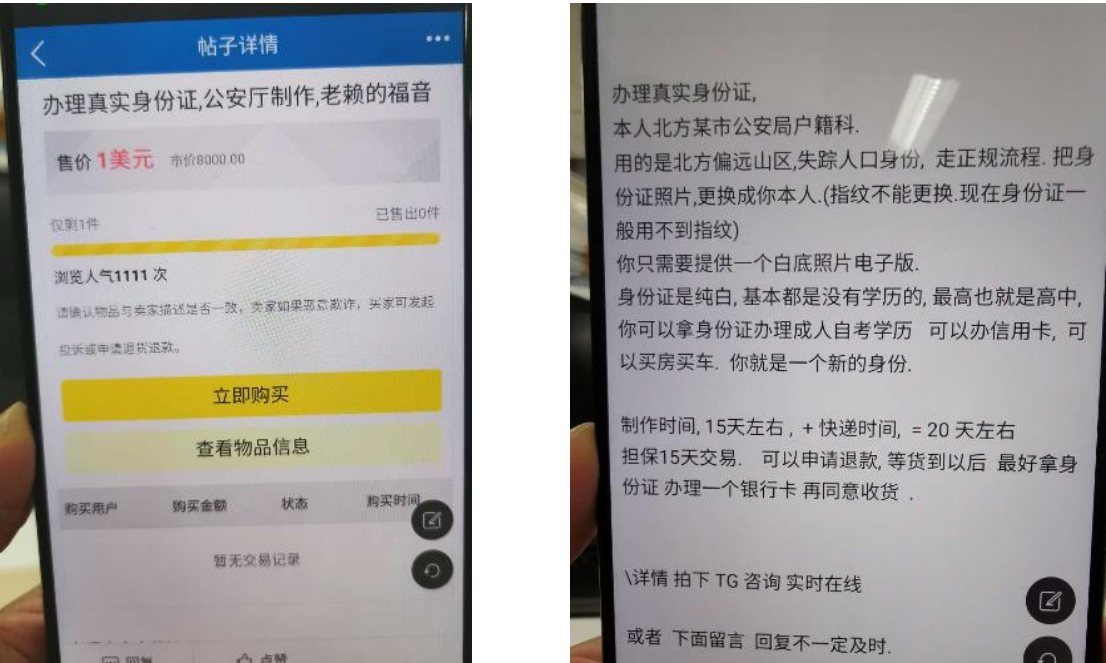 帖子详情
办理真实身份证,公安厅制作,老赖的福音
售价 1美元 市价8000.00
仅剩1件 已售出0件
浏览人气1111 次
请确认物品与卖家描述是否一致，卖家如果恶意欺诈，买家可发起
投诉或申请退货退款。
立即购买
查看物品信息
购买用户 购买金额 状态 购买时间
暂无交易记录
回复 点赞
办理真实身份证,
本人北方某市公安局户籍科.
用的是北方偏远山区,失踪人口身份, 走正规流程. 把身
份证照片,更换成你本人.(指纹不能更换.现在身份证一
般用不到指纹)
你只需要提供一个白底照片电子版.
身份证是纯白, 基本都是没有学历的, 最高也就是高中,
你可以拿身份证办理成人自考学历 可以办信用卡, 可
以买房买车. 你就是一个新的身份.
制作时间, 15天左右 , + 快递时间, = 20 天左右
担保15天交易. 可以申请退款, 等货到以后 最好拿身
份证 办理一个银行卡 再同意收货 .
\详情 拍下 TG 咨询 实时在线
或者 下面留言 回复不一定及时.